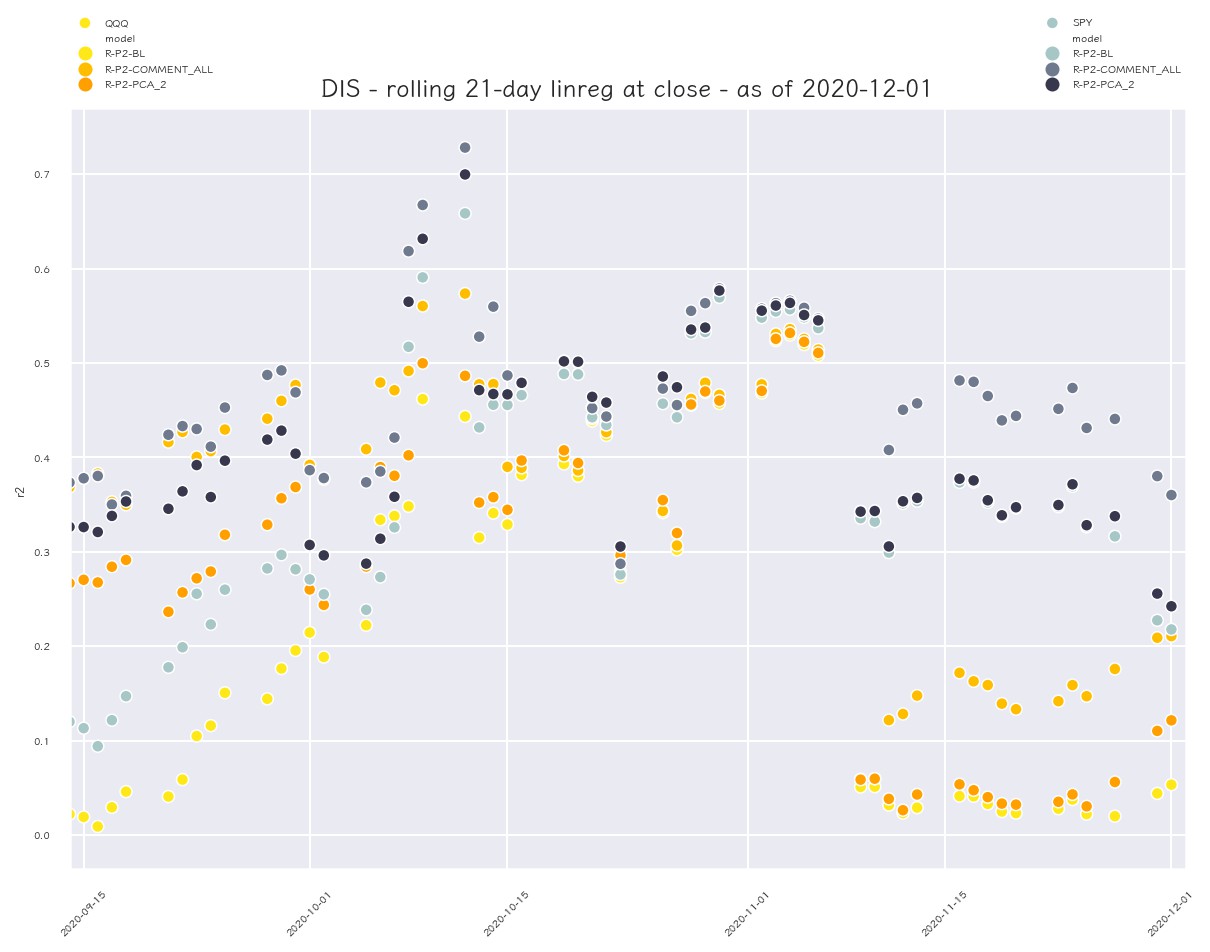 QQQ
model
R-P2-BL
R-P2-COMMENT_ALL
R-P2-PCA_2
SPY
model
R-P2-BL
R-P2-COMMENT_ALL
R-P2-PCA_2
DIS - rolling 21-day linreg at close - as of 2020-12-01
0.7
0.6
0.5
0.4
0.3
0.2
0.1
0.0
r2
2020-09-15
2020-10-01
2020-10-15
2020-11-01
2020-11-15
2020-12-01